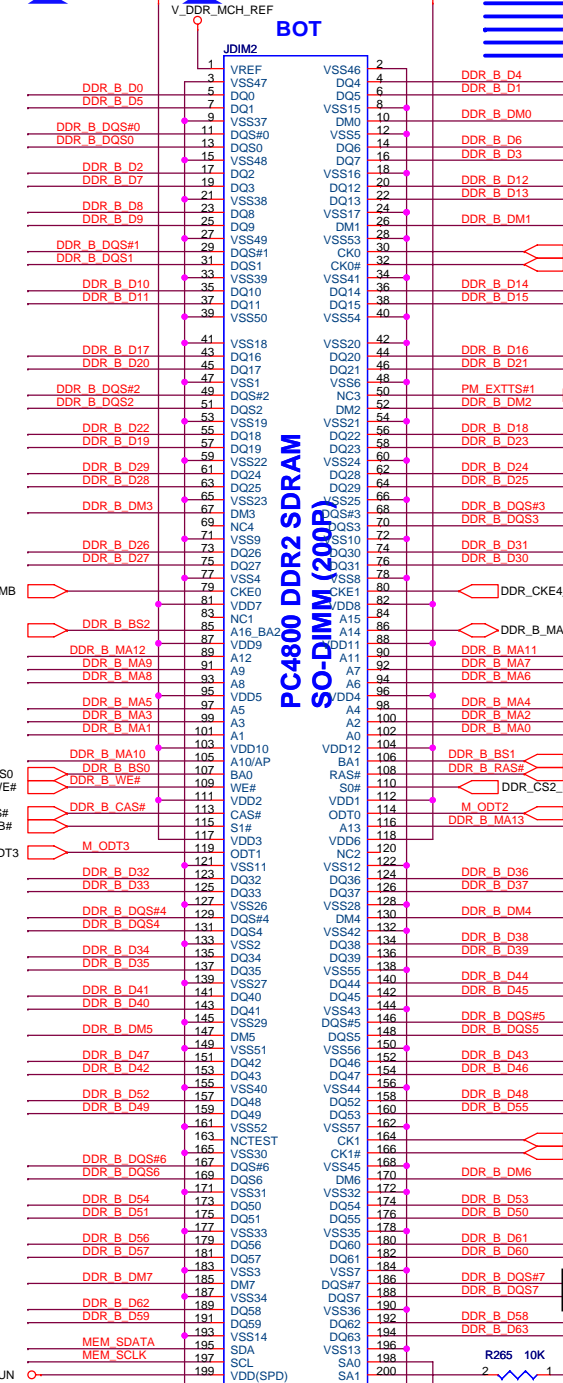 V_DDR_MCH_REF
BOT
JDIM2
1 VREF VSS46 2
3 VSS47 DQ4 4 DDR_B_D4
DDR_B_D0 5 DQ0 DQ5 6 DDR_B_D1
DDR_B_D5 7 DQ1 VSS15 8
9 VSS37 DM0 10 DDR_B_DM0
DDR_B_DQS#0 11 DQS#0 VSS5 12
DDR_B_DQS0 13 DQS0 DQ6 14 DDR_B_D6
15 VSS48 DQ7 16 DDR_B_D3
DDR_B_D2 17 DQ2 VSS16 18
DDR_B_D7 19 DQ3 DQ12 20 DDR_B_D12
21 VSS38 DQ13 22 DDR_B_D13
DDR_B_D8 23 DQ8 VSS17 24
DDR_B_D9 25 DQ9 DM1 26 DDR_B_DM1
27 VSS49 VSS53 28
DDR_B_DQS#1 29 DQS#1 CK0 30
DDR_B_DQS1 31 DQS1 CK0# 32
33 VSS39 VSS41 34
DDR_B_D10 35 DQ10 DQ14 36 DDR_B_D14
DDR_B_D11 37 DQ11 DQ15 38 DDR_B_D15
39 VSS50 VSS54 40
41 VSS18 VSS20 42
DDR_B_D17 43 DQ16 DQ20 44 DDR_B_D16
DDR_B_D20 45 DQ17 DQ21 46 DDR_B_D21
47 VSS1 VSS6 48
DDR_B_DQS#2 49 DQS#2 NC3 50 PM_EXTTS#1
DDR_B_DQS2 51 DQS2 DM2 52 DDR_B_DM2
53 VSS19 VSS21 54
DDR_B_D22 55 DQ18 DQ22 56 DDR_B_D18
DDR_B_D19 57 DQ19 DQ23 58 DDR_B_D23
59 VSS22 VSS24 60
DDR_B_D29 61 DQ24 DQ28 62 DDR_B_D24
DDR_B_D28 63 DQ25 DQ29 64 DDR_B_D25
65 VSS23 VSS25 66
DDR_B_DM3 67 DM3 DQS#3 68 DDR_B_DQS#3
69 NC4 DQS3 70 DDR_B_DQS3
71 VSS9 VSS10 72
DDR_B_D26 73 DQ26 DQ30 74 DDR_B_D31
DDR_B_D27 75 DQ27 DQ31 76 DDR_B_D30
77 VSS4 VSS8 78
MB 79 CKE0 CKE1 80 DDR_CKE4_
81 VDD7 VDD8 82
83 NC1 A15 84
DDR_B_BS2 85 A16_BA2 A14 86 DDR_B_MA
87 VDD9 VDD11 88
DDR_B_MA12 89 A12 A11 90 DDR_B_MA11
DDR_B_MA9 91 A9 A7 92 DDR_B_MA7
DDR_B_MA8 93 A8 A6 94 DDR_B_MA6
95 VDD5 VDD4 96
DDR_B_MA5 97 A5 A4 98 DDR_B_MA4
DDR_B_MA3 99 A3 A2 100 DDR_B_MA2
DDR_B_MA1 101 A1 A0 102 DDR_B_MA0
103 VDD10 VDD12 104
DDR_B_MA10 105 A10/AP BA1 106 DDR_B_BS1
S0 DDR_B_BS0 107 BA0 RAS# 108 DDR_B_RAS#
E# DDR_B_WE# 109 WE# S0# 110 DDR_CS2_
111 VDD2 VDD1 112
# DDR_B_CAS# 113 CAS# ODT0 114 M_ODT2
B# 115 S1# A13 116 DDR_B_MA13
117 VDD3 VDD6 118
DT3 M_ODT3 119 ODT1 NC2 120
121 VSS11 VSS12 122
DDR_B_D32 123 DQ32 DQ36 124 DDR_B_D36
DDR_B_D33 125 DQ33 DQ37 126 DDR_B_D37
127 VSS26 VSS28 128
DDR_B_DQS#4 129 DQS#4 DM4 130 DDR_B_DM4
DDR_B_DQS4 131 DQS4 VSS42 132
133 VSS2 DQ38 134 DDR_B_D38
DDR_B_D34 135 DQ34 DQ39 136 DDR_B_D39
DDR_B_D35 137 DQ35 VSS55 138
139 VSS27 DQ44 140 DDR_B_D44
DDR_B_D41 141 DQ40 DQ45 142 DDR_B_D45
DDR_B_D40 143 DQ41 VSS43 144
145 VSS29 DQS#5 146 DDR_B_DQS#5
DDR_B_DM5 147 DM5 DQS5 148 DDR_B_DQS5
149 VSS51 VSS56 150
DDR_B_D47 151 DQ42 DQ46 152 DDR_B_D43
DDR_B_D42 153 DQ43 DQ47 154 DDR_B_D46
155 VSS40 VSS44 156
DDR_B_D52 157 DQ48 DQ52 158 DDR_B_D48
DDR_B_D49 159 DQ49 DQ53 160 DDR_B_D55
161 VSS52 VSS57 162
163 NCTEST CK1 164
165 VSS30 CK1# 166
DDR_B_DQS#6 167 DQS#6 VSS45 168
DDR_B_DQS6 169 DQS6 DM6 170 DDR_B_DM6
171 VSS31 VSS32 172
DDR_B_D54 173 DQ50 DQ54 174 DDR_B_D53
DDR_B_D51 175 DQ51 DQ55 176 DDR_B_D50
177 VSS33 VSS35 178
DDR_B_D56 179 DQ56 DQ60 180 DDR_B_D61
DDR_B_D57 181 DQ57 DQ61 182 DDR_B_D60
183 VSS3 VSS7 184
DDR_B_DM7 185 DM7 DQS#7 186 DDR_B_DQS#7
187 VSS34 DQS7 188 DDR_B_DQS7
DDR_B_D62 189 DQ58 VSS36 190
DDR_B_D59 191 DQ59 DQ62 192 DDR_B_D58
193 VSS14 DQ63 194 DDR_B_D63
MEM_SDATA 195 SDA VSS13 196
MEM_SCLK 197 SCL SA0 198
UN 199 VDD(SPD) SA1 200
R265 10K
2 1
PC4800 DDR2 SDRAM
SO-DIMM (200P)